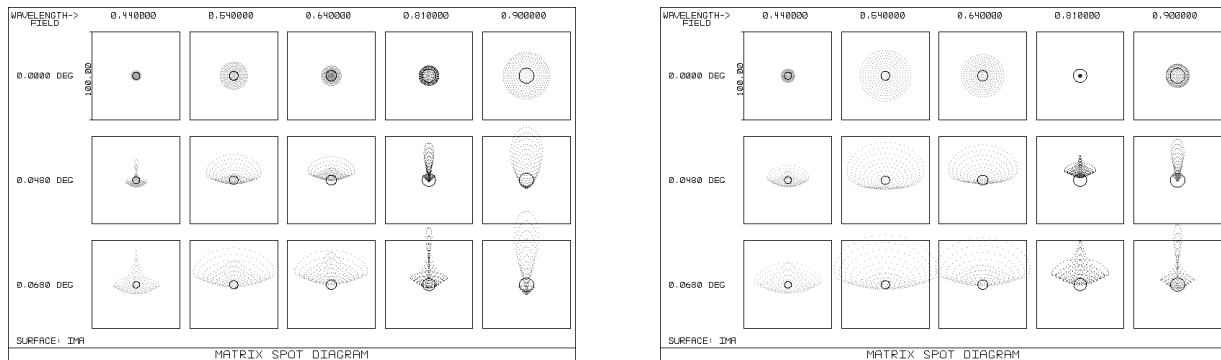 WAVELENGTH-> 0.440000 0.540000 0.640000 0.810000 0.900000
FIELD
0.0000 DEG
100.00
0.0480 DEG
0.0680 DEG
SURFACE: IMA
MATRIX SPOT DIAGRAM
WAVELENGTH-> 0.440000 0.540000 0.640000 0.810000 0.900000
FIELD
0.0000 DEG
100.00
0.0480 DEG
0.0680 DEG
SURFACE: IMA
MATRIX SPOT DIAGRAM